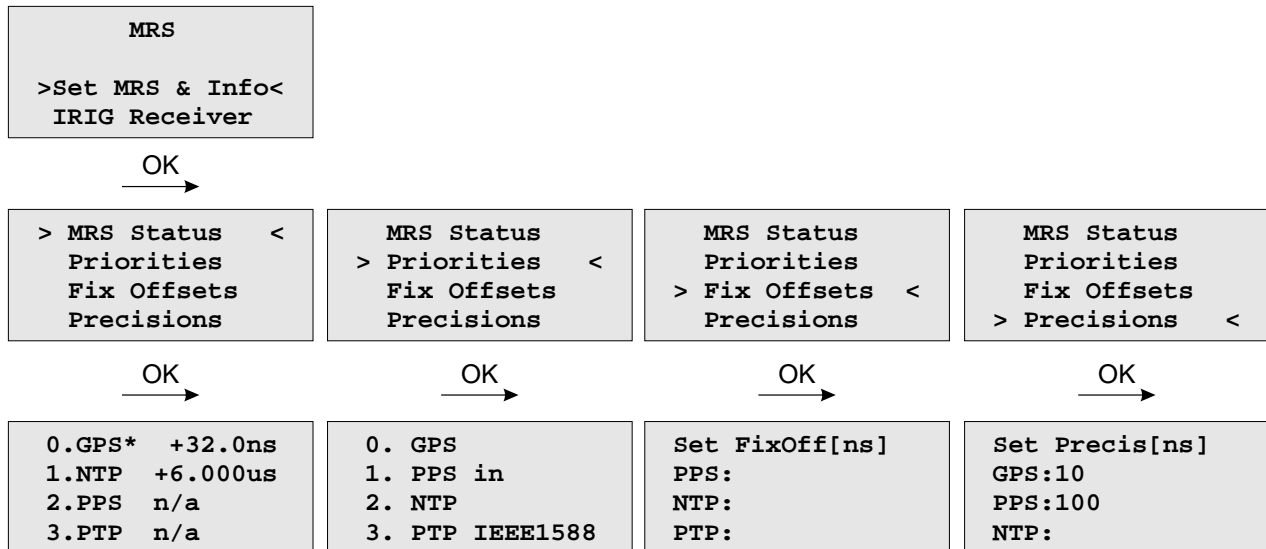 MRS
>Set MRS & Info<
IRIG Receiver
OK
> MRS Status <
Priorities
Fix Offsets
Precisions
MRS Status
> Priorities <
Fix Offsets
Precisions
MRS Status
Priorities
> Fix Offsets <
Precisions
MRS Status
Priorities
Fix Offsets
> Precisions <
OK
OK
OK
OK
0.GPS* +32.0ns
1.NTP +6.000us
2.PPS n/a
3.PTP n/a
0. GPS
1. PPS in
2. NTP
3. PTP IEEE1588
Set FixOff[ns]
PPS:
NTP:
PTP:
Set Precis[ns]
GPS:10
PPS:100
NTP: